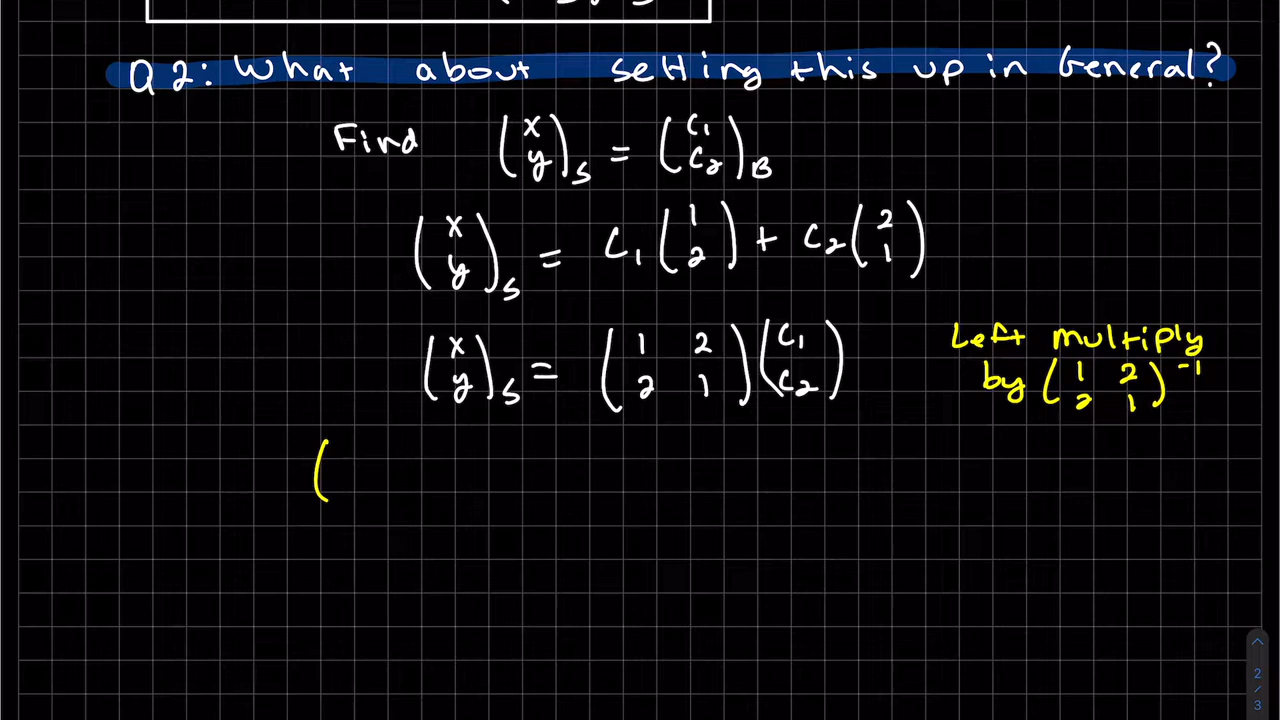 Q2: What about setting this up in General?
Find (x y)_S = (c₁ c₂)_B
(x y)_S = c₁ (1 2) + c₂ (2 1)
(x y)_S = (1 2 2 1) (c₁ c₂)
Left multiply
by (1 2 2 1)⁻¹
(
2 / 3